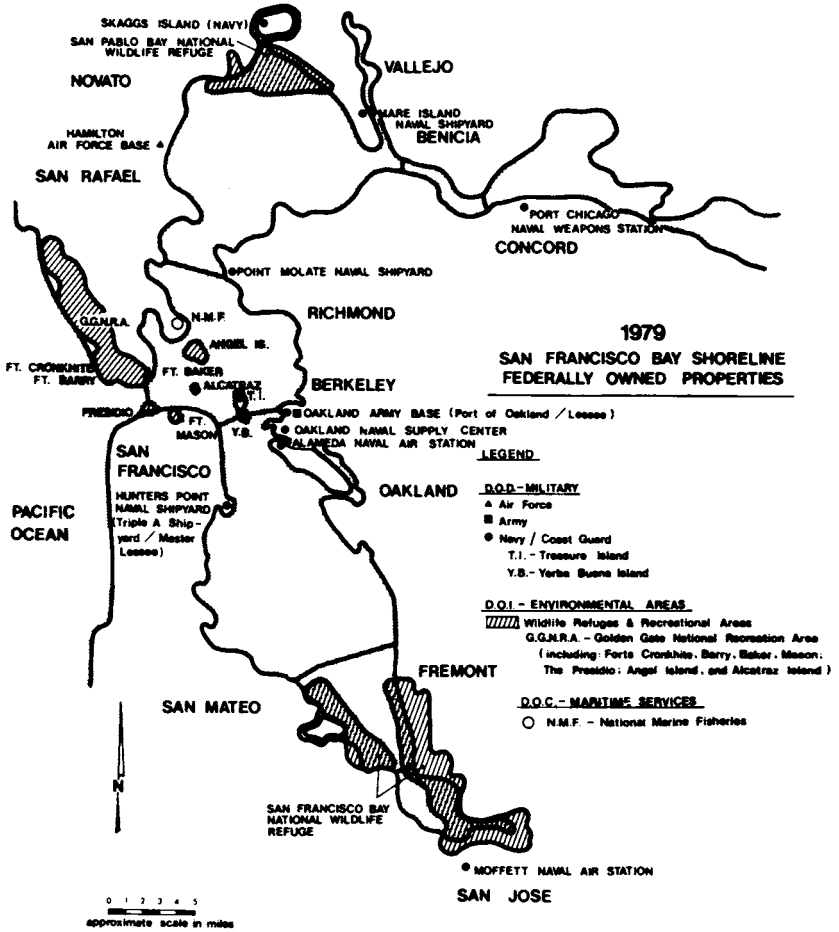 SKAGGS ISLAND (NAVY)
SAN PABLO BAY NATIONAL
WILDLIFE REFUGE
NOVATO
VALLEJO
MARE ISLAND
NAVAL SHIPYARD
BENICIA
HAMILTON
AIR FORCE BASE
SAN RAFAEL
PORT CHICAGO
NAVAL WEAPONS STATION
CONCORD
POINT MOLATE NAVAL SHIPYARD
G.G.N.R.A.
N.M.F.
RICHMOND
ANGEL IS.
1979
SAN FRANCISCO BAY SHORELINE
FEDERALLY OWNED PROPERTIES
FT. CRONKHITE
FT. BARRY
FT. BAKER
ALCATRAZ
T.I.
BERKELEY
PRESIDIO
FT.
MASON
Y.B.
OAKLAND ARMY BASE (Port of Oakland / Lessee)
OAKLAND NAVAL SUPPLY CENTER
ALAMEDA NAVAL AIR STATION
SAN
FRANCISCO
OAKLAND
PACIFIC
OCEAN
HUNTERS POINT
NAVAL SHIPYARD
(Triple A Ship-
yard / Master
Lessee)
LEGEND
D.O.D.-MILITARY
Air Force
Army
Navy / Coast Guard
T.I.- Treasure Island
Y.B.- Yerba Buena Island
D.O.I. - ENVIRONMENTAL AREAS
Wildlife Refuges & Recreational Areas
G.G.N.R.A. - Golden Gate National Recreation Area
(including: Forts Cronkhite, Barry, Baker, Mason;
The Presidio; Angel Island, and Alcatraz Island)
D.O.C. - MARITIME SERVICES
N.M.F. - National Marine Fisheries
FREMONT
SAN MATEO
N
SAN FRANCISCO BAY
NATIONAL WILDLIFE
REFUGE
MOFFETT NAVAL AIR STATION
SAN JOSE
0 1 2 3 4 5
approximate scale in miles